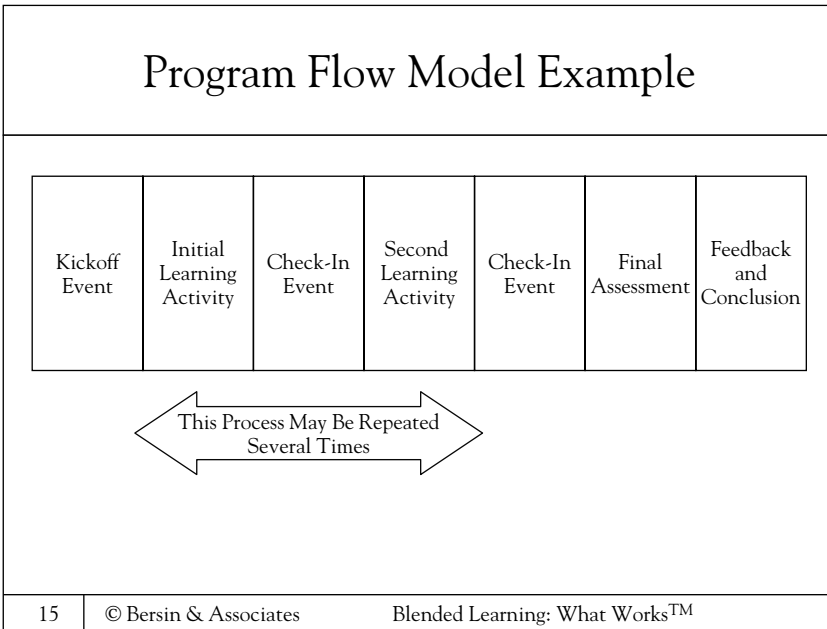 Program Flow Model Example
Kickoff
Event
Initial
Learning
Activity
Check-In
Event
Second
Learning
Activity
Check-In
Event
Final
Assessment
Feedback
and
Conclusion
This Process May Be Repeated
Several Times
15 © Bersin & Associates Blended Learning: What Works™